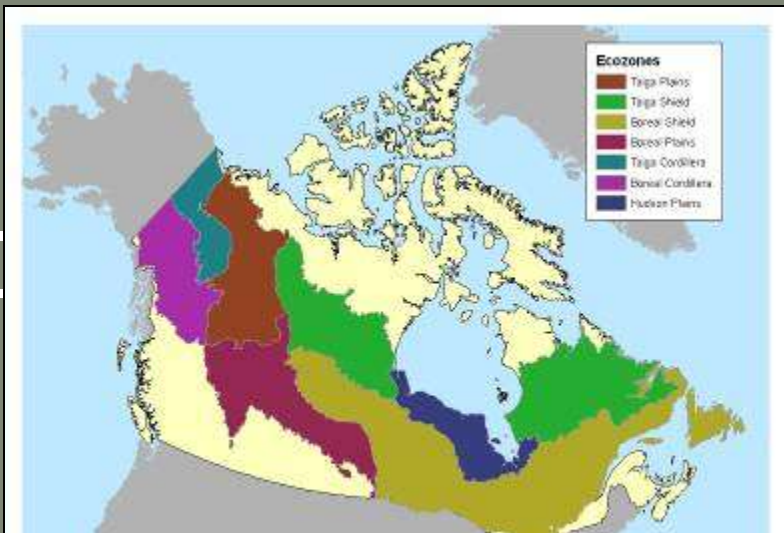 Ecozones
Taiga Plains
Taiga Shield
Boreal Shield
Boreal Plains
Taiga Cordillera
Boreal Cordillera
Hudson Plains